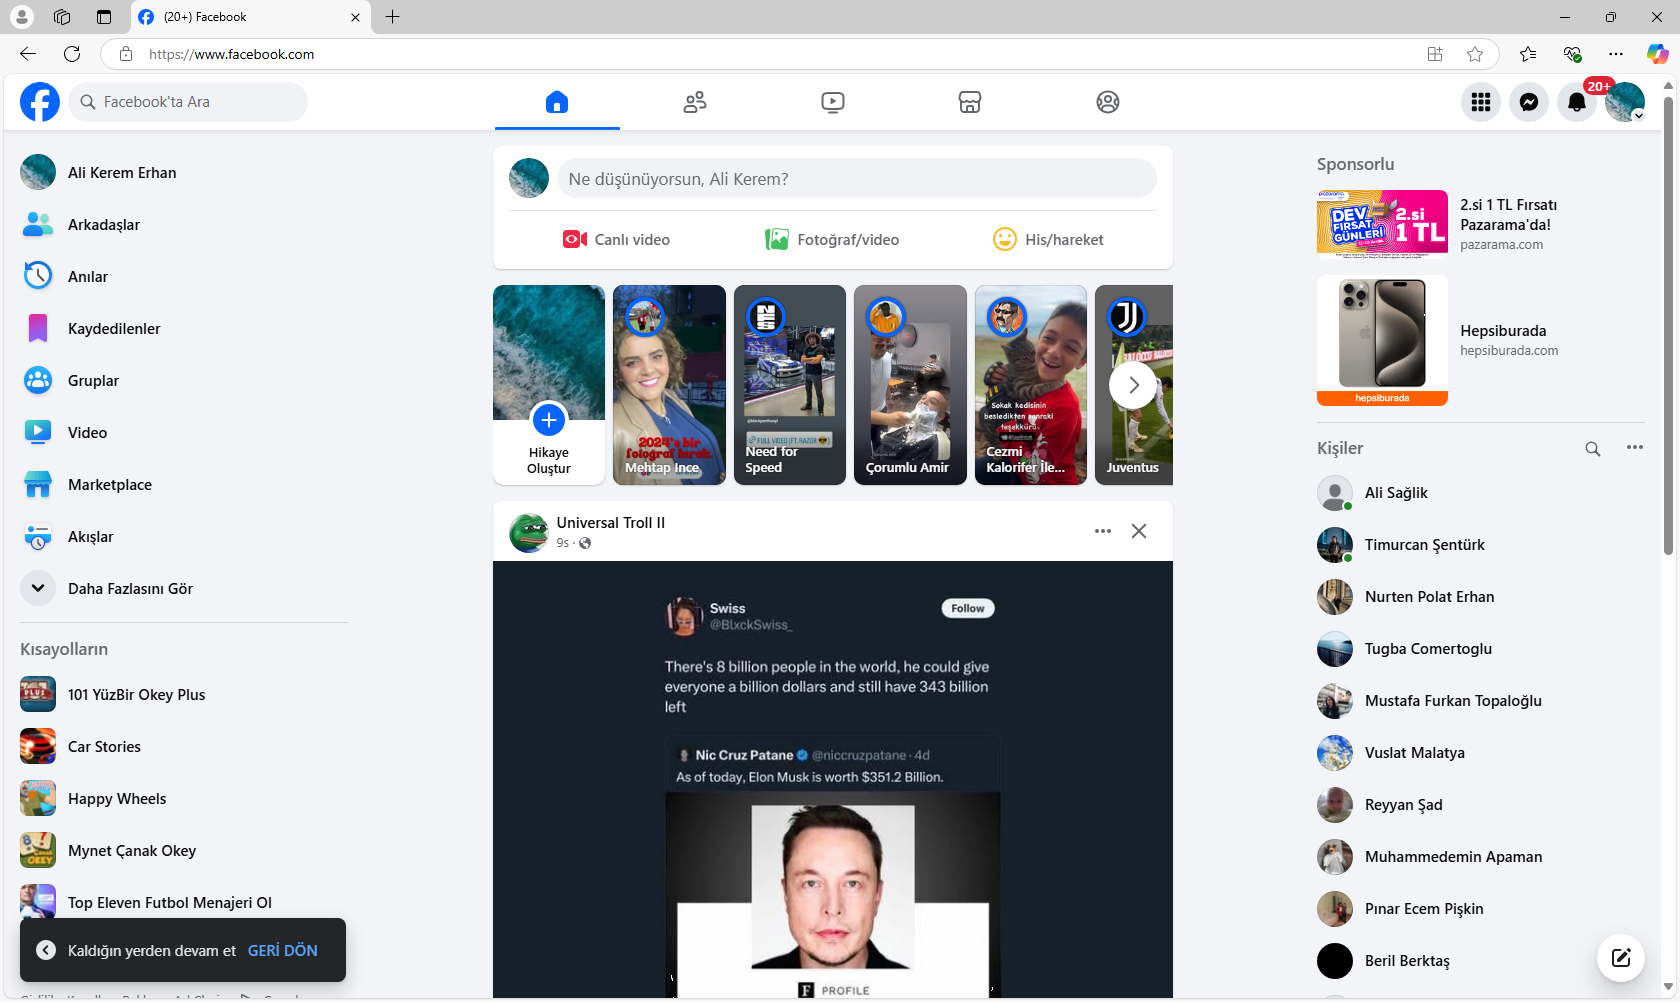 (20+) Facebook
https://www.facebook.com
Facebook'ta Ara
20+
Ali Kerem Erhan
Arkadaşlar
Anılar
Kaydedilenler
Gruplar
Video
Marketplace
Akışlar
Daha Fazlasını Gör
Kısayolların
101 YüzBir Okey Plus
Car Stories
Happy Wheels
Mynet Çanak Okey
Top Eleven Futbol Menajeri Ol
Kaldığın yerden devam et GERİ DÖN
Ne düşünüyorsun, Ali Kerem?
Canlı video
Fotoğraf/video
His/hareket
Hikaye
Oluştur
2024'e bir
fotoğraf bırak.
Mehtap Ince
FULL VIDEO [FT. RAZOR
Need for
Speed
Çorumlu Amir
Sokak kedisinin
besledikten sonraki
teşekkürü.
Cezmi
Kalorifer İle...
Juventus
Universal Troll II
9s ·
Swiss
@BlxckSwiss_
Follow
There's 8 billion people in the world, he could give
everyone a billion dollars and still have 343 billion
left
Nic Cruz Patane @niccruzpatane · 4d
As of today, Elon Musk is worth $351.2 Billion.
F PROFILE
Sponsorlu
pazarama
DEV
FIRSAT
GÜNLERİ
2.si
1 TL
2.si 1 TL Fırsatı
Pazarama'da!
pazarama.com
hepsiburada
Hepsiburada
hepsiburada.com
Kişiler
Ali Sağlik
Timurcan Şentürk
Nurten Polat Erhan
Tugba Comertoglu
Mustafa Furkan Topaloğlu
Vuslat Malatya
Reyyan Şad
Muhammedemin Apaman
Pınar Ecem Pişkin
Beril Berktaş